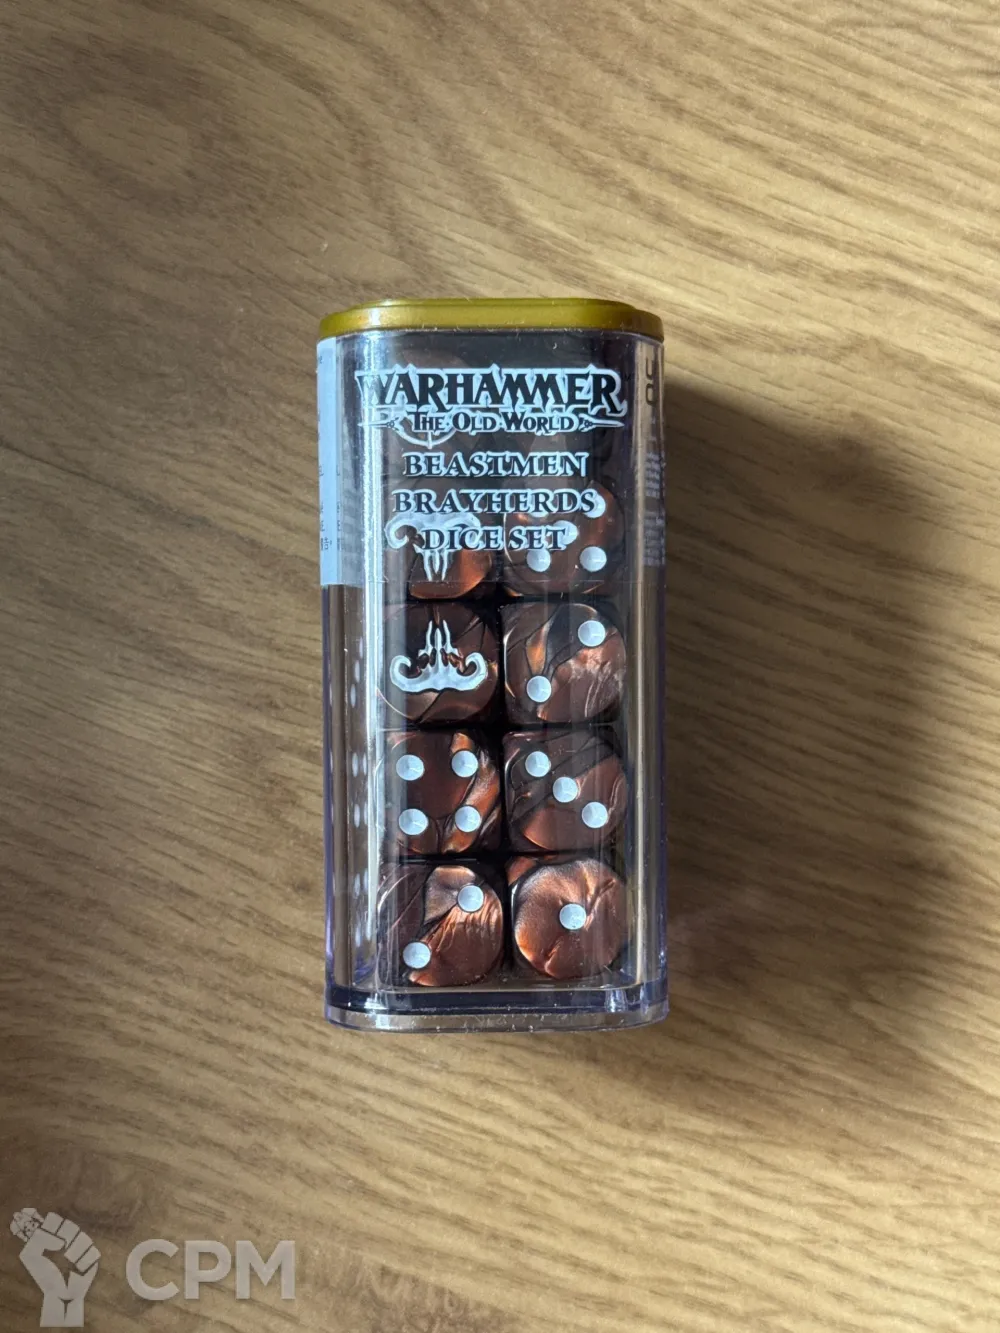 WARHAMMER
THE OLD WORLD
BEASTMEN
BRAYHERDS
DICE SET
CPM